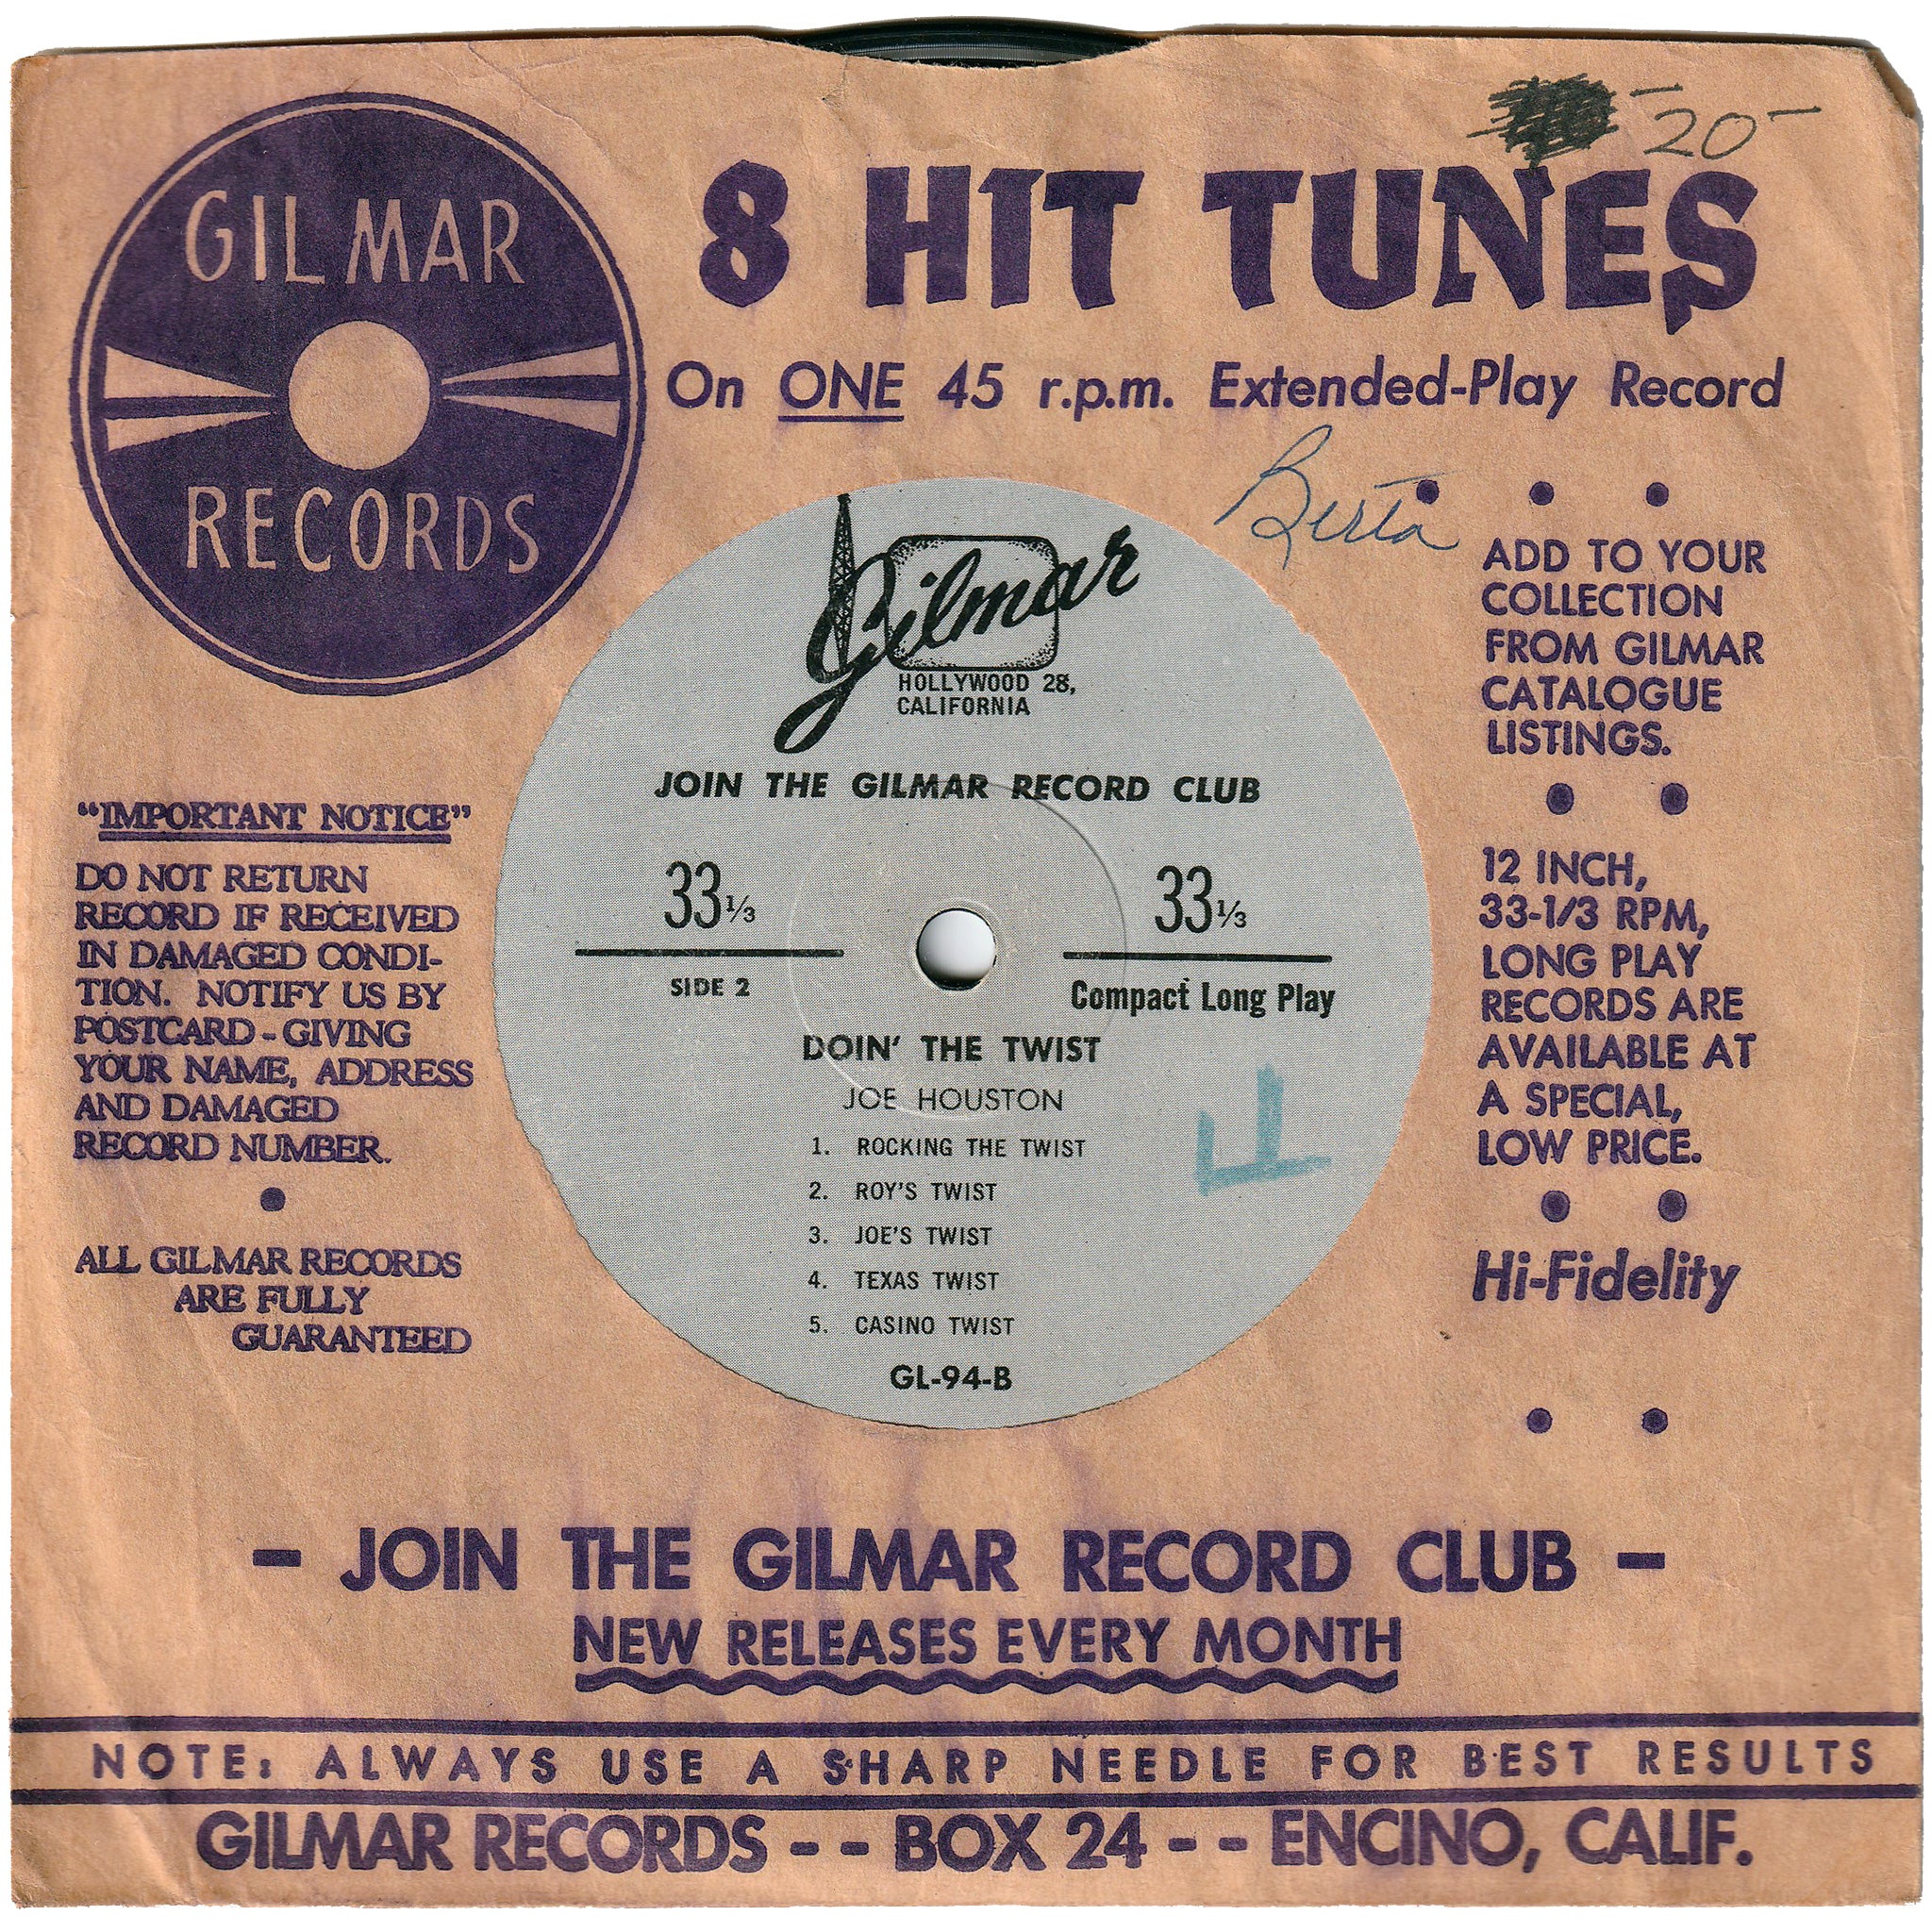 -20-
GILMAR
RECORDS
8 HIT TUNES
On ONE 45 r.p.m. Extended-Play Record
Berta
ADD TO YOUR
COLLECTION
FROM GILMAR
CATALOGUE
LISTINGS.
12 INCH,
33-1/3 RPM,
LONG PLAY
RECORDS ARE
AVAILABLE AT
A SPECIAL,
LOW PRICE.
Hi-Fidelity
"IMPORTANT NOTICE"
DO NOT RETURN
RECORD IF RECEIVED
IN DAMAGED CONDI-
TION. NOTIFY US BY
POSTCARD - GIVING
YOUR NAME, ADDRESS
AND DAMAGED
RECORD NUMBER.
ALL GILMAR RECORDS
ARE FULLY
GUARANTEED
Gilmar
HOLLYWOOD 28,
CALIFORNIA
JOIN THE GILMAR RECORD CLUB
33⅓ 33⅓
SIDE 2 Compact Long Play
DOIN' THE TWIST
JOE HOUSTON
1. ROCKING THE TWIST
2. ROY'S TWIST
3. JOE'S TWIST
4. TEXAS TWIST
5. CASINO TWIST
GL-94-B
- JOIN THE GILMAR RECORD CLUB -
NEW RELEASES EVERY MONTH
NOTE: ALWAYS USE A SHARP NEEDLE FOR BEST RESULTS
GILMAR RECORDS - - BOX 24 - - ENCINO, CALIF.